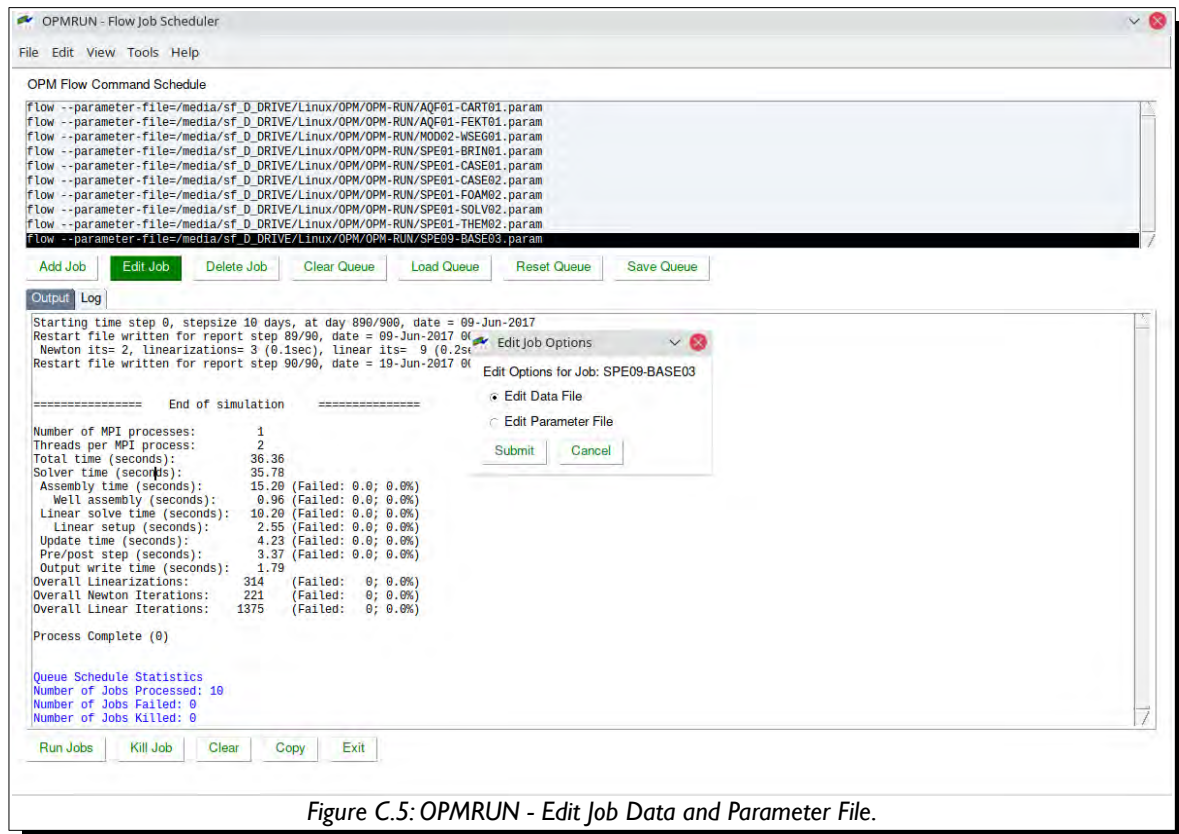 OPMRUN - Flow Job Scheduler
File Edit View Tools Help
OPM Flow Command Schedule
flow --parameter-file=/media/sf_D_DRIVE/Linux/OPM/OPM-RUN/AQF01-CART01.param
flow --parameter-file=/media/sf_D_DRIVE/Linux/OPM/OPM-RUN/AQF01-FEKT01.param
flow --parameter-file=/media/sf_D_DRIVE/Linux/OPM/OPM-RUN/MOD02-WSEG01.param
flow --parameter-file=/media/sf_D_DRIVE/Linux/OPM/OPM-RUN/SPE01-BRIN01.param
flow --parameter-file=/media/sf_D_DRIVE/Linux/OPM/OPM-RUN/SPE01-CASE01.param
flow --parameter-file=/media/sf_D_DRIVE/Linux/OPM/OPM-RUN/SPE01-CASE02.param
flow --parameter-file=/media/sf_D_DRIVE/Linux/OPM/OPM-RUN/SPE01-FOAM02.param
flow --parameter-file=/media/sf_D_DRIVE/Linux/OPM/OPM-RUN/SPE01-SOLV02.param
flow --parameter-file=/media/sf_D_DRIVE/Linux/OPM/OPM-RUN/SPE01-THEM02.param
flow --parameter-file=/media/sf_D_DRIVE/Linux/OPM/OPM-RUN/SPE09-BASE03.param
Add Job Edit Job Delete Job Clear Queue Load Queue Reset Queue Save Queue
Output Log
Starting time step 0, stepsize 10 days, at day 890/900, date = 09-Jun-2017
Restart file written for report step 89/90, date = 09-Jun-2017
Newton its= 2, linearizations= 3 (0.1sec), linear its= 9
Restart file written for report step 90/90, date = 19-Jun-2017
================ End of simulation ===============
Number of MPI processes: 1
Threads per MPI process: 2
Total time (seconds): 36.36
Solver time (seconds): 35.78
Assembly time (seconds): 15.20 (Failed: 0.0; 0.0%)
Well assembly (seconds): 0.96 (Failed: 0.0; 0.0%)
Linear solve time (seconds): 10.20 (Failed: 0.0; 0.0%)
Linear setup (seconds): 2.55 (Failed: 0.0; 0.0%)
Update time (seconds): 4.23 (Failed: 0.0; 0.0%)
Pre/post step (seconds): 3.37 (Failed: 0.0; 0.0%)
Output write time (seconds): 1.79
Overall Linearizations: 314 (Failed: 0; 0.0%)
Overall Newton Iterations: 221 (Failed: 0; 0.0%)
Overall Linear Iterations: 1375 (Failed: 0; 0.0%)
Process Complete (0)
Queue Schedule Statistics
Number of Jobs Processed: 10
Number of Jobs Failed: 0
Number of Jobs Killed: 0
Edit Job Options
Edit Options for Job: SPE09-BASE03
Edit Data File
Edit Parameter File
Submit Cancel
Run Jobs Kill Job Clear Copy Exit
Figure C.5: OPMRUN - Edit Job Data and Parameter File.